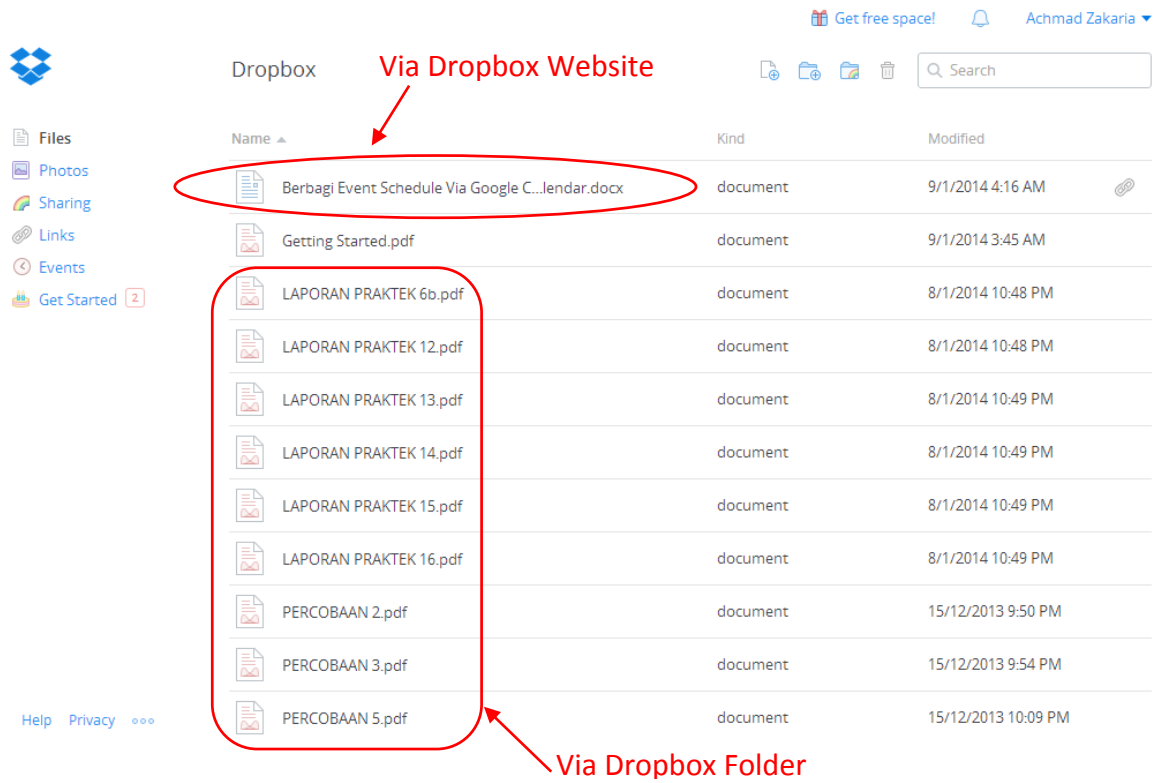 Get free space! Achmad Zakaria
Dropbox Via Dropbox Website Search
Files
Photos
Sharing
Links
Events
Get Started 2
Name Kind Modified
Berbagi Event Schedule Via Google C...lendar.docx document 9/1/2014 4:16 AM
Getting Started.pdf document 9/1/2014 3:45 AM
LAPORAN PRAKTEK 6b.pdf document 8/1/2014 10:48 PM
LAPORAN PRAKTEK 12.pdf document 8/1/2014 10:48 PM
LAPORAN PRAKTEK 13.pdf document 8/1/2014 10:49 PM
LAPORAN PRAKTEK 14.pdf document 8/1/2014 10:49 PM
LAPORAN PRAKTEK 15.pdf document 8/1/2014 10:49 PM
LAPORAN PRAKTEK 16.pdf document 8/1/2014 10:49 PM
PERCOBAAN 2.pdf document 15/12/2013 9:50 PM
PERCOBAAN 3.pdf document 15/12/2013 9:54 PM
PERCOBAAN 5.pdf document 15/12/2013 10:09 PM
Help Privacy
Via Dropbox Folder